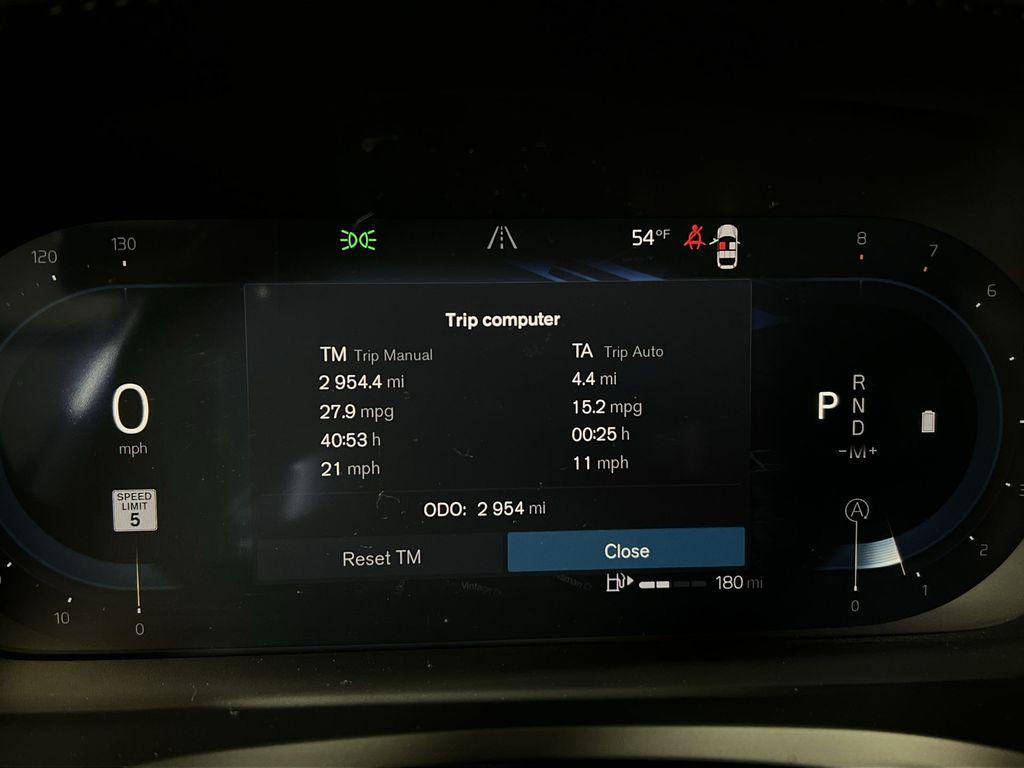 54°F
120
130
8
7
6
Trip computer
TM Trip Manual
TA Trip Auto
2 954.4 mi
4.4 mi
27.9 mpg
15.2 mpg
40:53 h
00:25 h
21 mph
11 mph
0
mph
P
R
N
D
-M+
SPEED
LIMIT
5
ODO: 2 954 mi
A
Reset TM
Close
180 mi
2
1
0
10
0